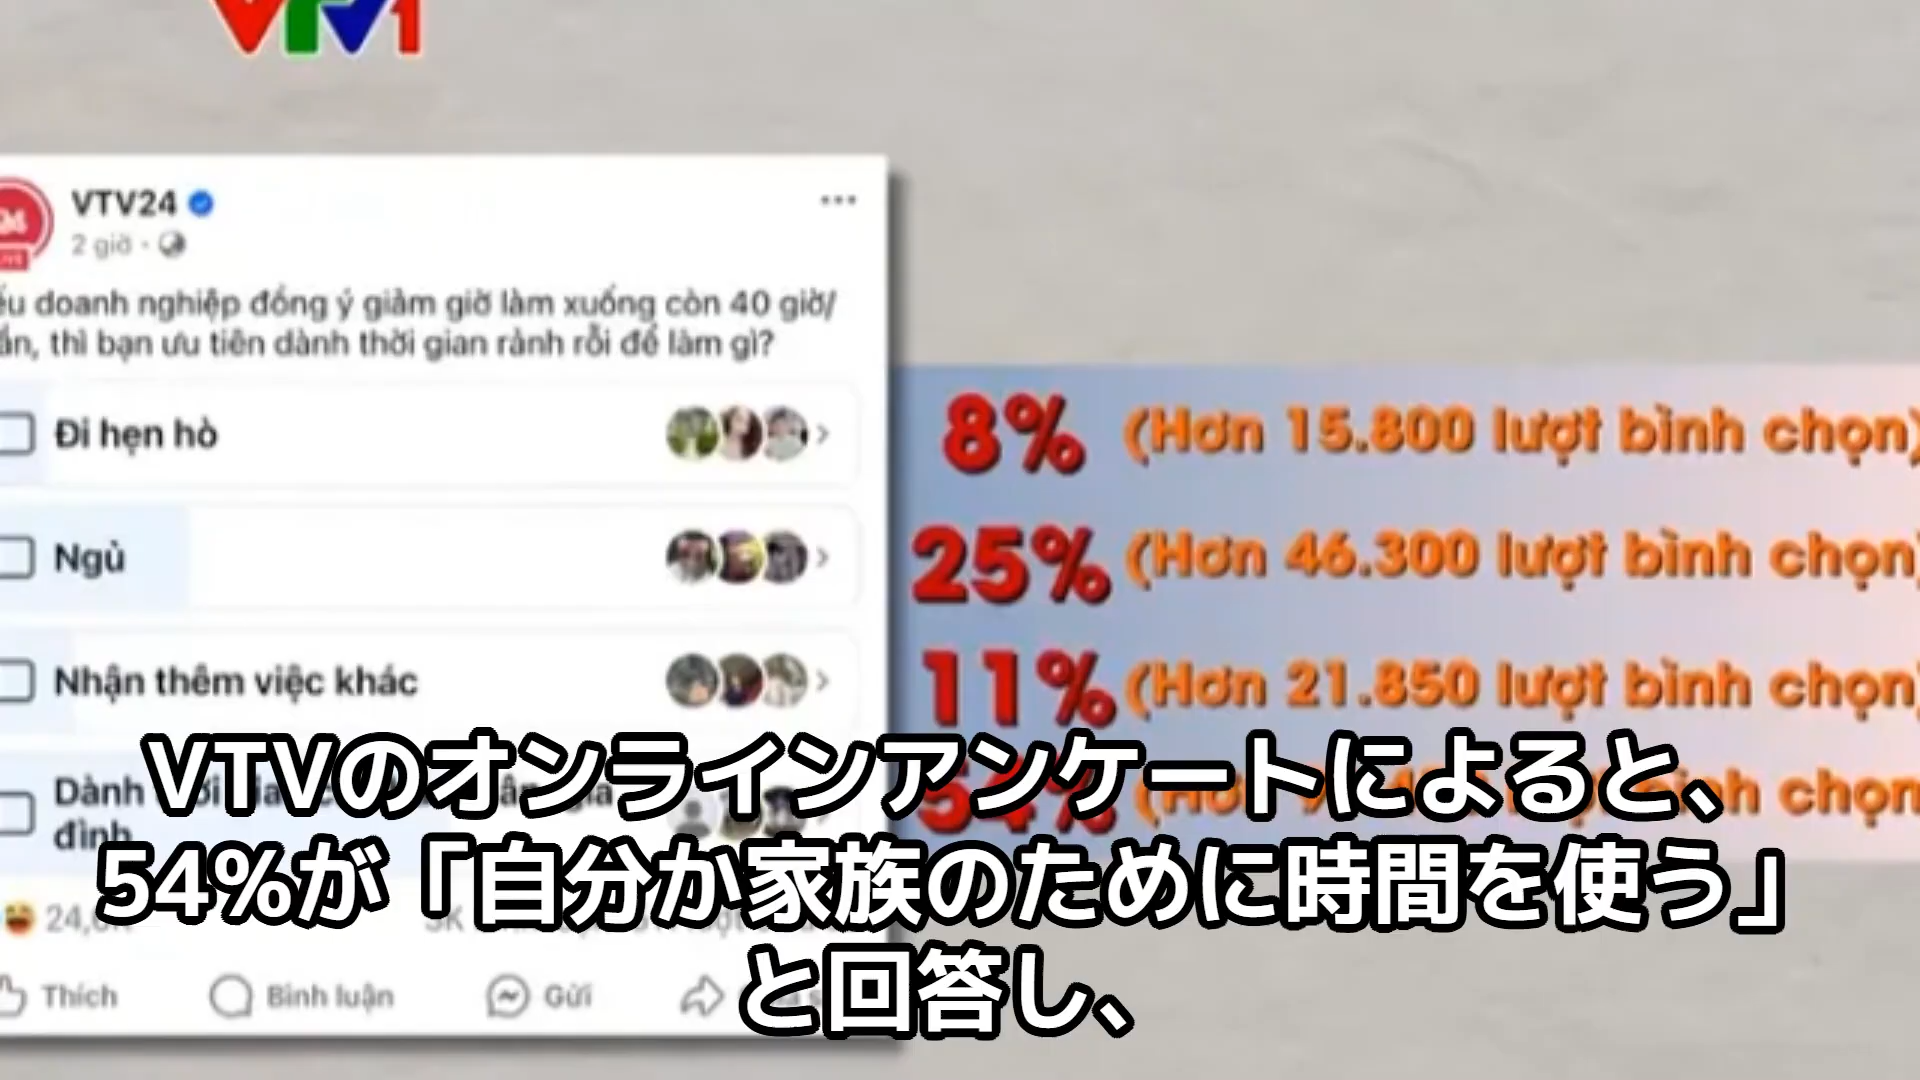 VTV1
VTV24
2 giờ
doanh nghiệp đồng ý giảm giờ làm xuống còn 40 giờ/
thì bạn ưu tiên dành thời gian rảnh rỗi để làm gì?
Đi hẹn hò
8% (Hơn 15.800 lượt bình chọn)
Ngủ
25% (Hơn 46.300 lượt bình chọn)
Nhận thêm việc khác
11% (Hơn 21.850 lượt bình chọn)
Dành
đình
54% (Hơn chọn
VTVのオンラインアンケートによると、
54%が「自分か家族のために時間を使う」
と回答し、
Thích Bình luận Gửi